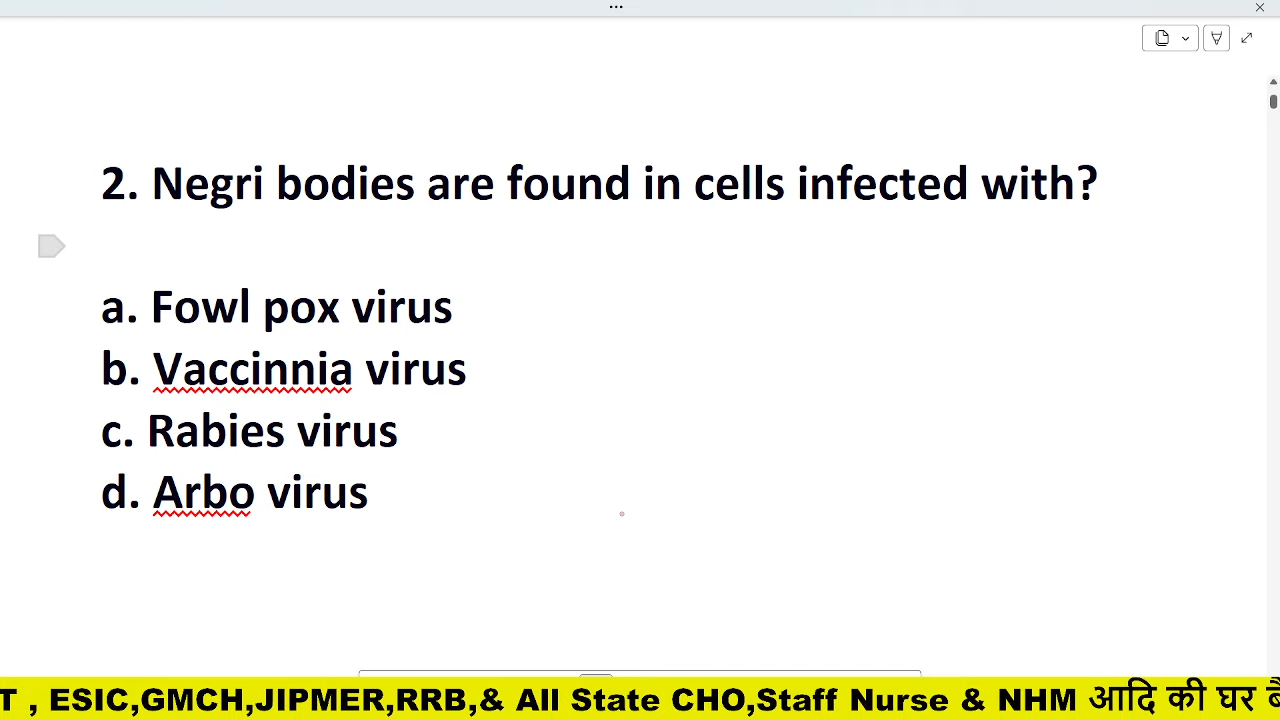 2. Negri bodies are found in cells infected with?
a. Fowl pox virus
b. Vaccinnia virus
c. Rabies virus
d. Arbo virus
T , ESIC,GMCH,JIPMER,RRB,& All State CHO,Staff Nurse & NHM आदि की घर